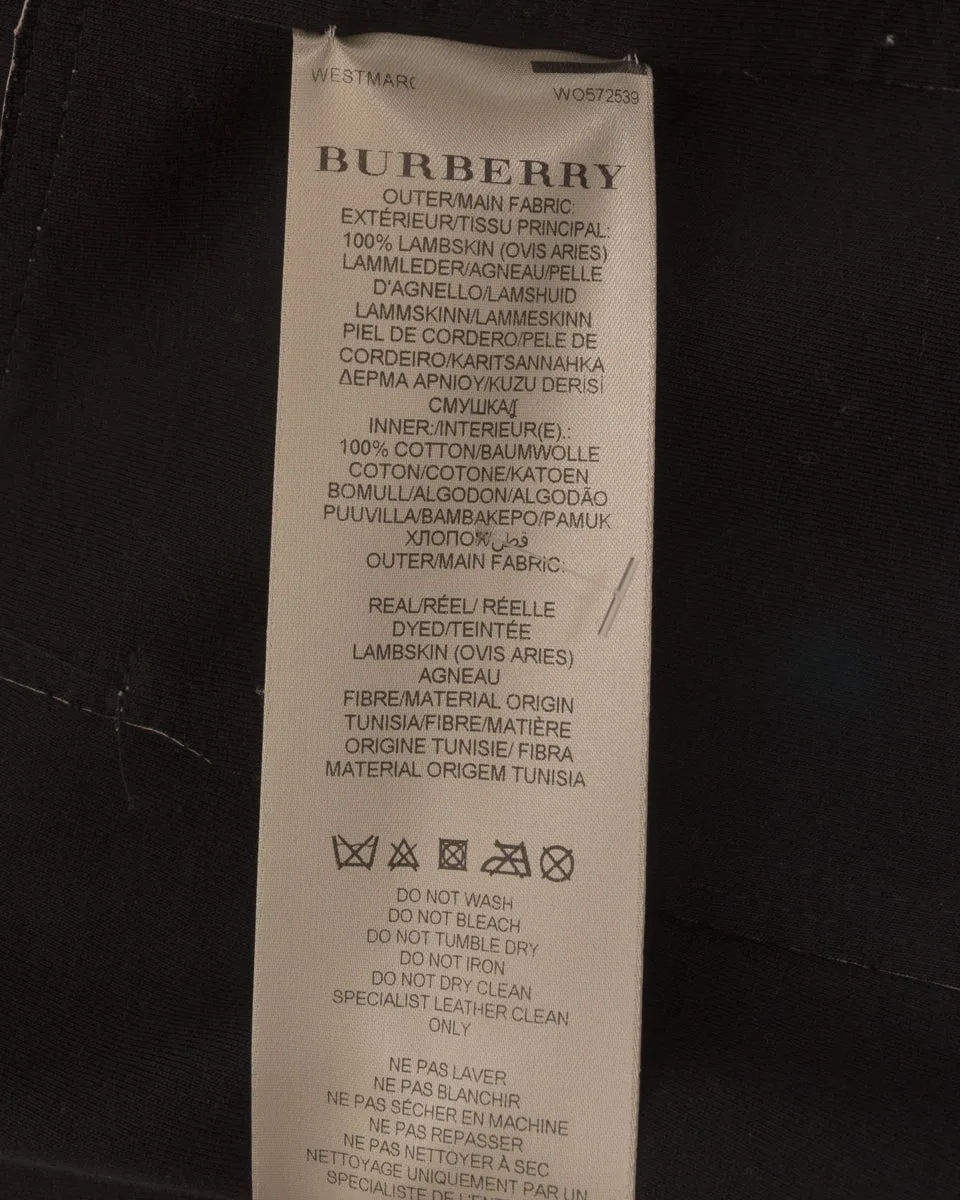 WESTMARC
WO572539
BURBERRY
OUTER/MAIN FABRIC:
EXTÉRIEUR/TISSU PRINCIPAL:
100% LAMBSKIN (OVIS ARIES)
LAMMLEDER/AGNEAU/PELLE
D'AGNELLO/LAMSHUID
LAMMSKINN/LAMMESKINN
PIEL DE CORDERO/PELE DE
CORDEIRO/KARITSANNAHKA
ΔΕΡΜΑ ΑΡΝΙΟΥ/KUZU DERISİ
СМУШКА/
INNER:/INTERIEUR(E).:
100% COTTON/BAUMWOLLE
COTON/COTONE/KATOEN
BOMULL/ALGODON/ALGODÃO
PUUVILLA/BAMBAKEPO/PAMUK
ХЛОПОК/قطن
OUTER/MAIN FABRIC:
REAL/RÉEL/ RÉELLE
DYED/TEINTÉE
LAMBSKIN (OVIS ARIES)
AGNEAU
FIBRE/MATERIAL ORIGIN
TUNISIA/FIBRE/MATIÈRE
ORIGINE TUNISIE/ FIBRA
MATERIAL ORIGEM TUNISIA
DO NOT WASH
DO NOT BLEACH
DO NOT TUMBLE DRY
DO NOT IRON
DO NOT DRY CLEAN
SPECIALIST LEATHER CLEAN
ONLY
NE PAS LAVER
NE PAS BLANCHIR
NE PAS SÉCHER EN MACHINE
NE PAS REPASSER
NE PAS NETTOYER À SEC
NETTOYAGE UNIQUEMENT PAR UN
SPECIALISTE DE